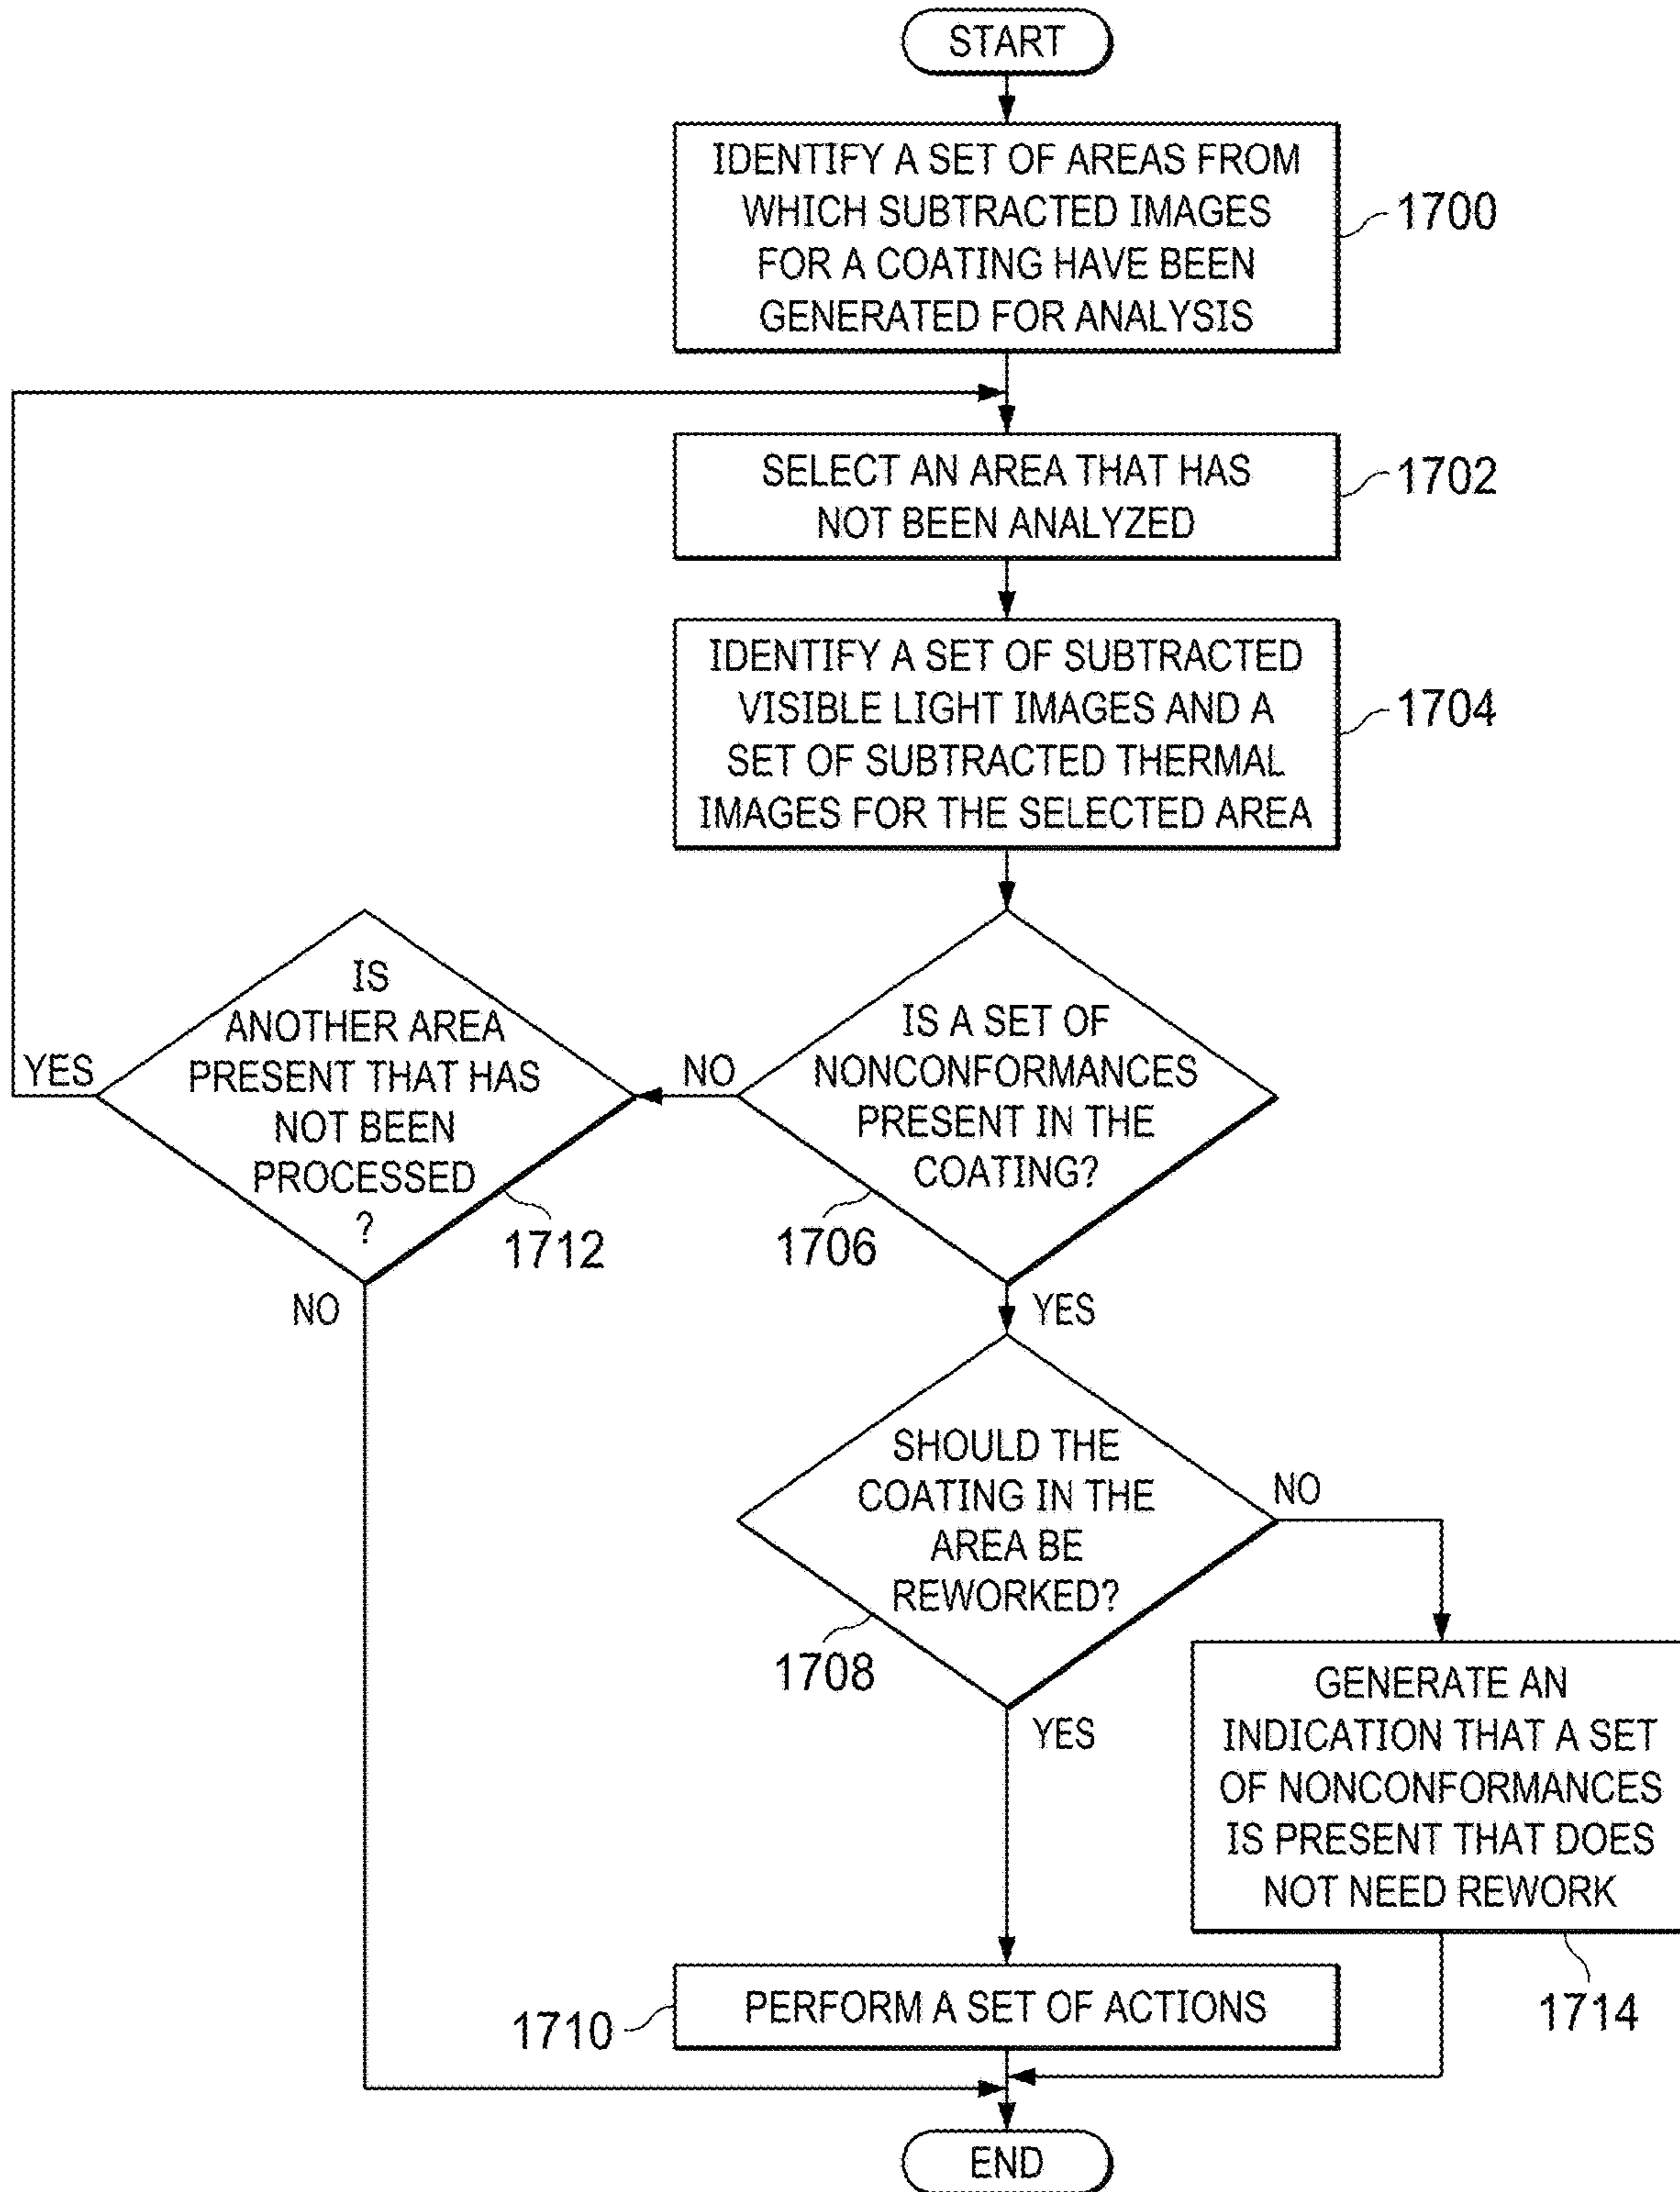 START
IDENTIFY A SET OF AREAS FROM
WHICH SUBTRACTED IMAGES
FOR A COATING HAVE BEEN
GENERATED FOR ANALYSIS
1700
SELECT AN AREA THAT HAS
NOT BEEN ANALYZED
1702
IDENTIFY A SET OF SUBTRACTED
VISIBLE LIGHT IMAGES AND A
SET OF SUBTRACTED THERMAL
IMAGES FOR THE SELECTED AREA
1704
IS A SET OF
NONCONFORMANCES
PRESENT IN THE
COATING?
1706
NO
YES
IS
ANOTHER AREA
PRESENT THAT HAS
NOT BEEN
PROCESSED
?
1712
YES
NO
SHOULD THE
COATING IN THE
AREA BE
REWORKED?
1708
NO
YES
GENERATE AN
INDICATION THAT A SET
OF NONCONFORMANCES
IS PRESENT THAT DOES
NOT NEED REWORK
1714
PERFORM A SET OF ACTIONS
1710
END